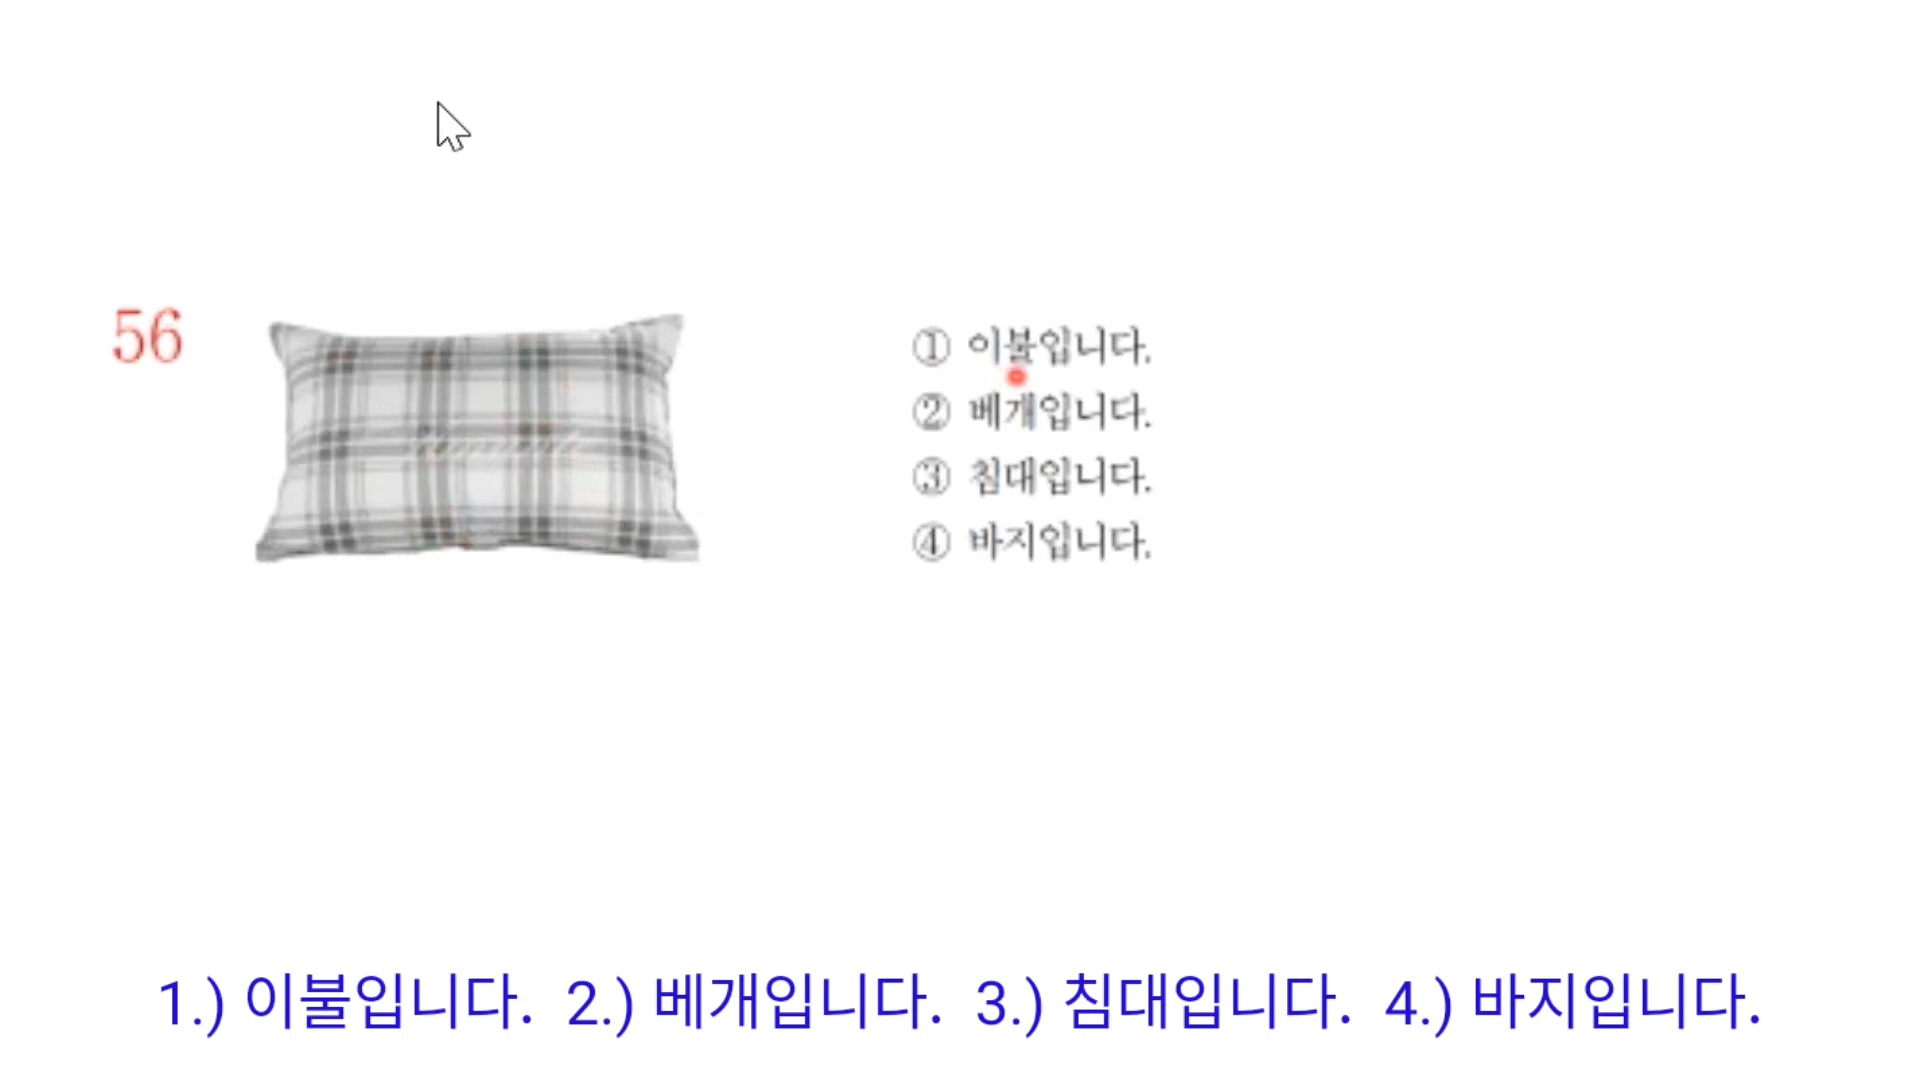 56
① 이불입니다.
② 베개입니다.
③ 침대입니다.
④ 바지입니다.
1.) 이불입니다. 2.) 베개입니다. 3.) 침대입니다. 4.) 바지입니다.